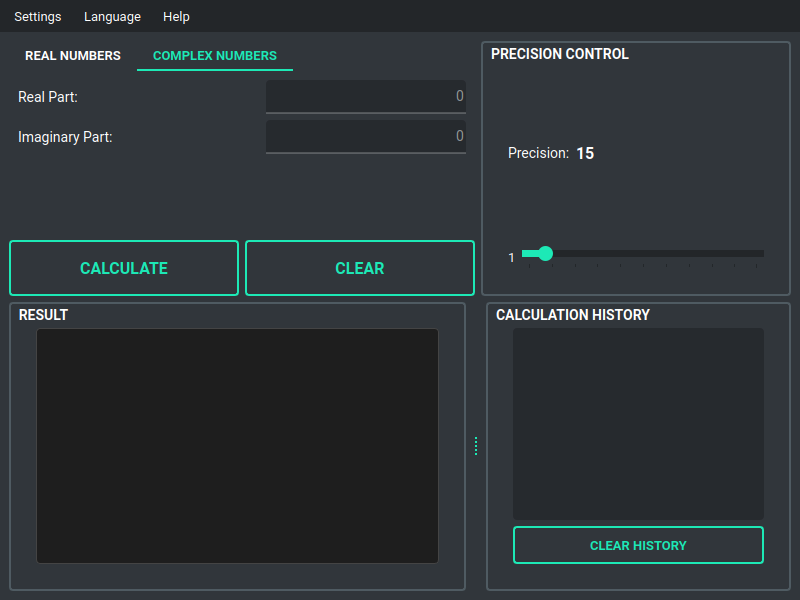 Settings Language Help
REAL NUMBERS COMPLEX NUMBERS
Real Part: 0
Imaginary Part: 0
CALCULATE CLEAR
PRECISION CONTROL
Precision: 15
1
RESULT
CALCULATION HISTORY
CLEAR HISTORY